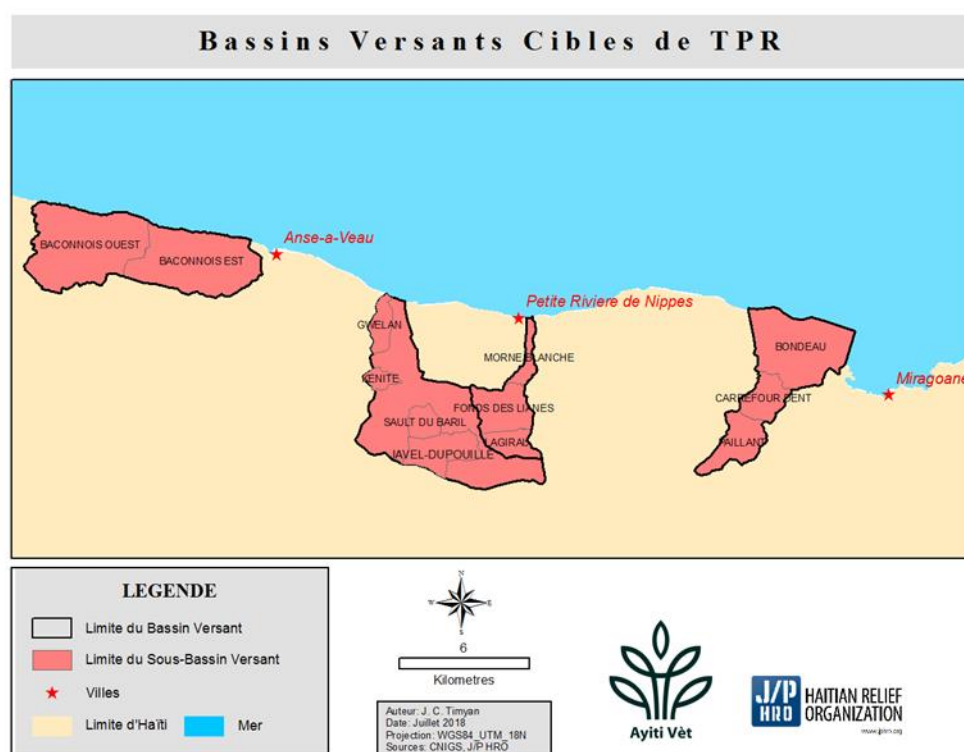 Bassins Versants Cibles de TPR
Anse-a-Veau
BACONNOIS OUEST
BACONNOIS EST
Petite Riviere de Nippes
GWELAN
MORNE BLANCHE
BONDEAU
KENITE
Miragoane
CARREFOUR DENT
FONDS DES LIANES
SAULT DU BARIL
LAGIRAL
PAILLANT
JAVEL-DUPOUILLE
LEGENDE
Limite du Bassin Versant
Limite du Sous-Bassin Versant
Villes
Limite d'Haïti
Mer
N
W
E
S
6
Kilometres
Auteur: J. C. Timyan
Date: Juillet 2018
Projection: WGS84_UTM_18N
Sources: CNIGS, J/P HRO
Ayiti Vèt
J/P
HRO
HAITIAN RELIEF
ORGANIZATION
www.jphro.org